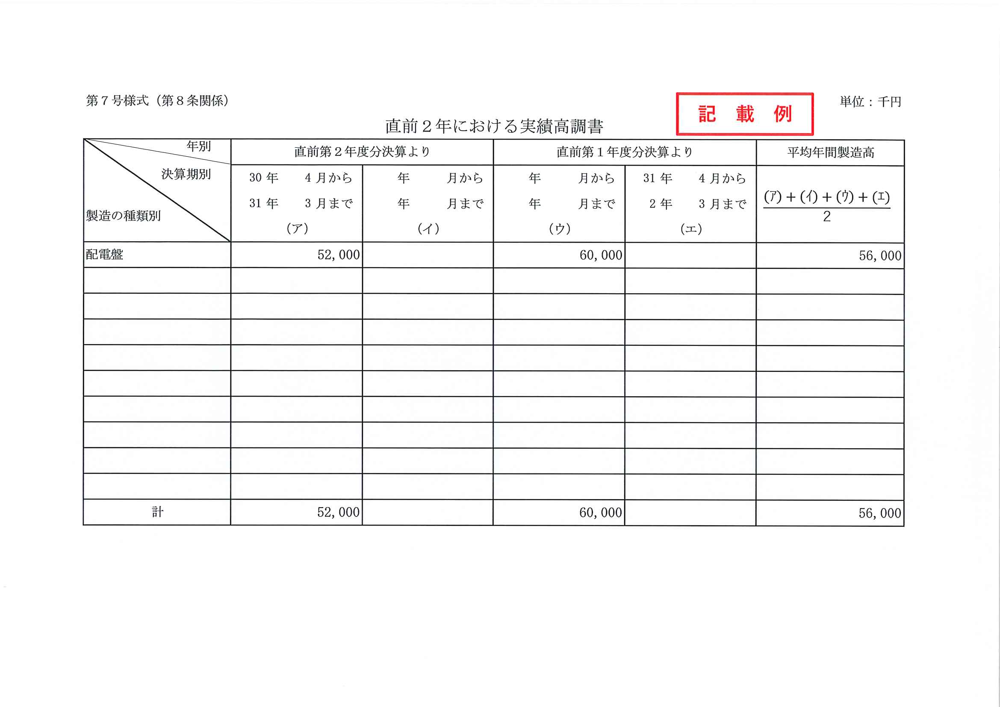 第７号様式（第８条関係）
記 載 例
単位：千円
直前２年における実績高調書
年別
決算期別
製造の種類別
直前第２年度分決算より
直前第１年度分決算より
平均年間製造高
30 年 4 月から
31 年 3 月まで
（ア）
年 月から
年 月まで
（イ）
年 月から
年 月まで
（ウ）
31 年 4 月から
2 年 3 月まで
（エ）
(ｱ)＋(ｲ)＋(ｳ)＋(ｴ)
2
配電盤 52,000 60,000 56,000
計 52,000 60,000 56,000